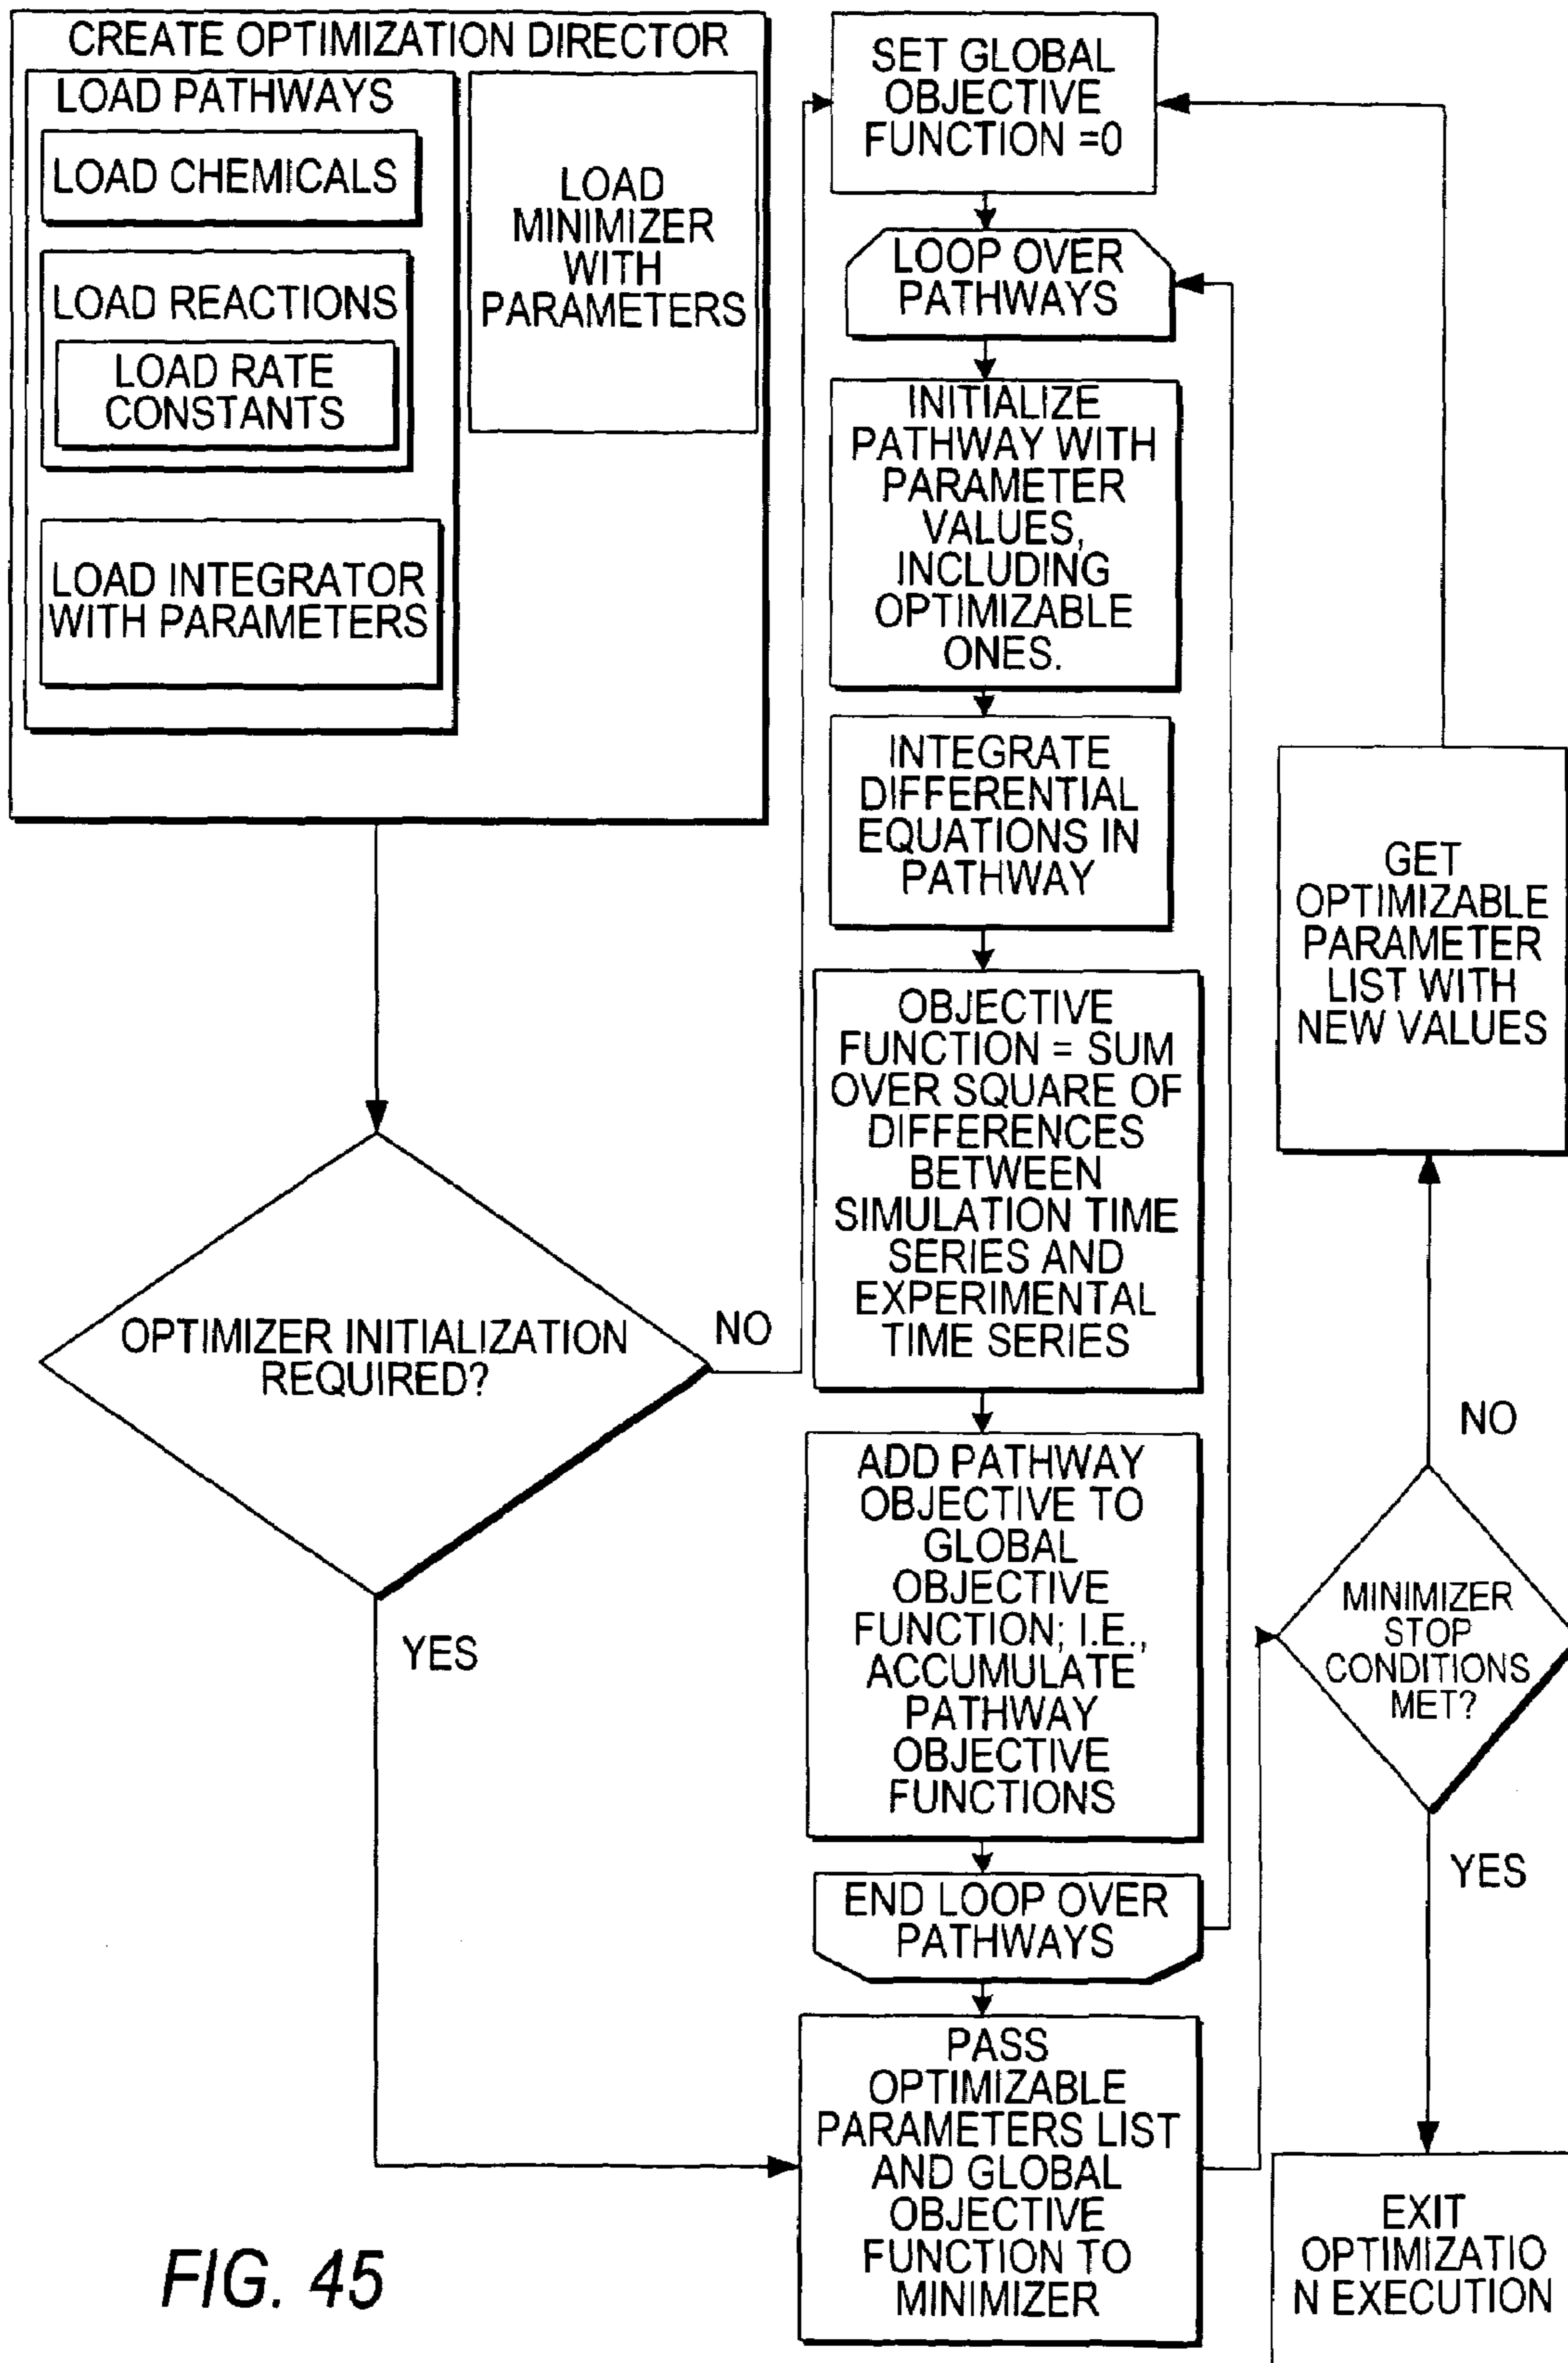 CREATE OPTIMIZATION DIRECTOR
LOAD PATHWAYS
LOAD CHEMICALS
LOAD REACTIONS
LOAD RATE
CONSTANTS
LOAD INTEGRATOR
WITH PARAMETERS
LOAD
MINIMIZER
WITH
PARAMETERS
OPTIMIZER INITIALIZATION
REQUIRED?
NO
YES
SET GLOBAL
OBJECTIVE
FUNCTION =0
LOOP OVER
PATHWAYS
INITIALIZE
PATHWAY WITH
PARAMETER
VALUES,
INCLUDING
OPTIMIZABLE
ONES.
INTEGRATE
DIFFERENTIAL
EQUATIONS IN
PATHWAY
OBJECTIVE
FUNCTION = SUM
OVER SQUARE OF
DIFFERENCES
BETWEEN
SIMULATION TIME
SERIES AND
EXPERIMENTAL
TIME SERIES
ADD PATHWAY
OBJECTIVE TO
GLOBAL
OBJECTIVE
FUNCTION; I.E.,
ACCUMULATE
PATHWAY
OBJECTIVE
FUNCTIONS
END LOOP OVER
PATHWAYS
PASS
OPTIMIZABLE
PARAMETERS LIST
AND GLOBAL
OBJECTIVE
FUNCTION TO
MINIMIZER
GET
OPTIMIZABLE
PARAMETER
LIST WITH
NEW VALUES
NO
MINIMIZER
STOP
CONDITIONS
MET?
YES
EXIT
OPTIMIZATIO
N EXECUTION
FIG. 45